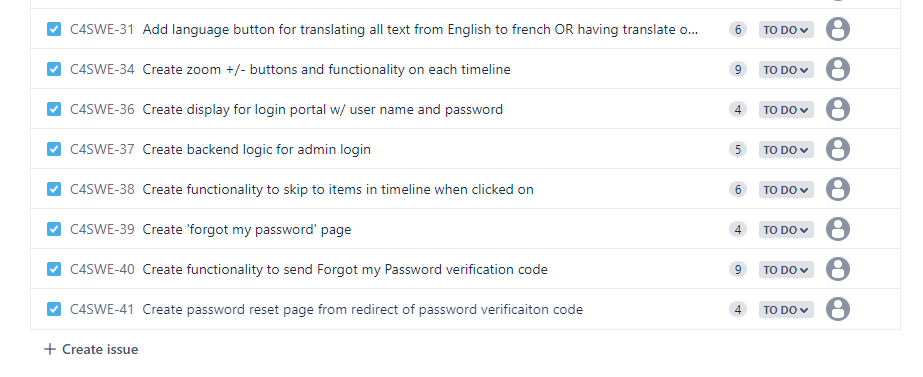 C4SWE-31 Add language button for translating all text from English to french OR having translate o... 6 TO DO
C4SWE-34 Create zoom +/- buttons and functionality on each timeline 9 TO DO
C4SWE-36 Create display for login portal w/ user name and password 4 TO DO
C4SWE-37 Create backend logic for admin login 5 TO DO
C4SWE-38 Create functionality to skip to items in timeline when clicked on 6 TO DO
C4SWE-39 Create 'forgot my password' page 4 TO DO
C4SWE-40 Create functionality to send Forgot my Password verification code 9 TO DO
C4SWE-41 Create password reset page from redirect of password verificaiton code 4 TO DO
+ Create issue